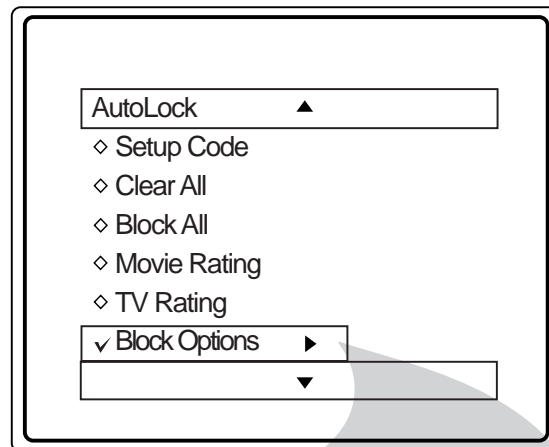 AutoLock
Setup Code
Clear All
Block All
Movie Rating
TV Rating
Block Options